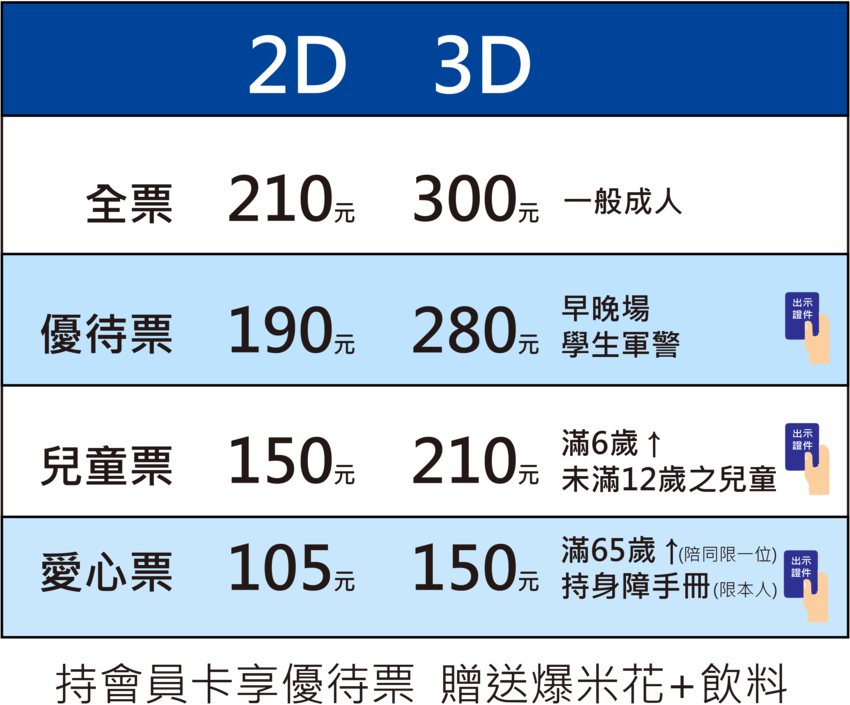 2D 3D
全票 210元 300元 一般成人
優待票 190元 280元 早晚場
學生軍警
出示
證件
兒童票 150元 210元 滿6歲↑
未滿12歲之兒童
出示
證件
愛心票 105元 150元 滿65歲↑(陪同限一位)
持身障手冊(限本人)
出示
證件
持會員卡享優待票 贈送爆米花+飲料